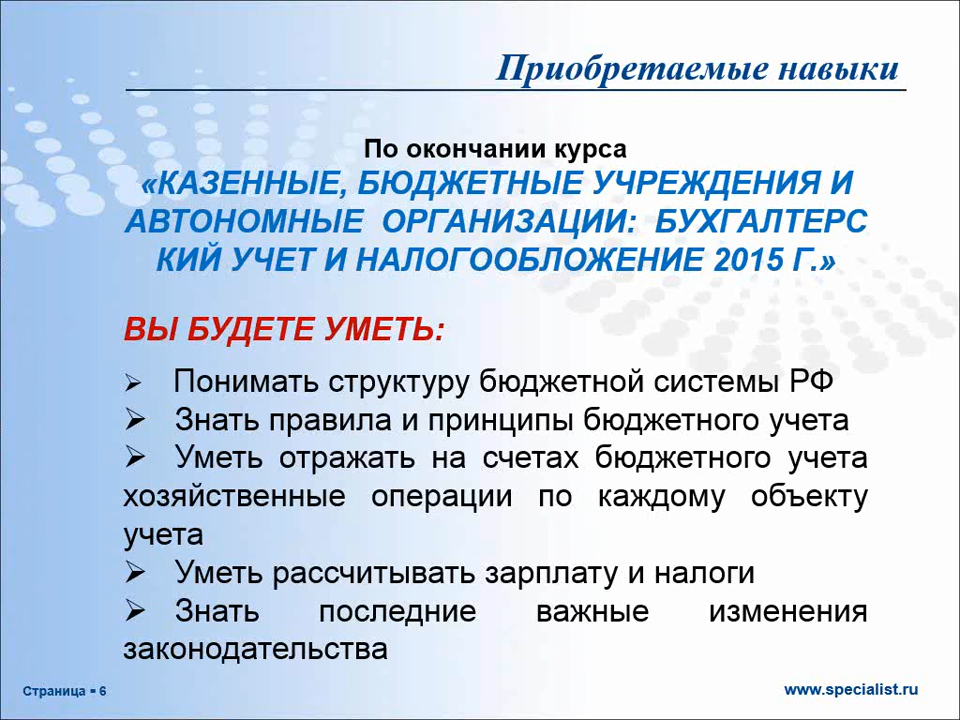 Приобретаемые навыки
По окончании курса
«КАЗЕННЫЕ, БЮДЖЕТНЫЕ УЧРЕЖДЕНИЯ И
АВТОНОМНЫЕ ОРГАНИЗАЦИИ: БУХГАЛТЕРС
КИЙ УЧЕТ И НАЛОГООБЛОЖЕНИЕ 2015 Г.»
ВЫ БУДЕТЕ УМЕТЬ:
➢ Понимать структуру бюджетной системы РФ
➢ Знать правила и принципы бюджетного учета
➢ Уметь отражать на счетах бюджетного учета
хозяйственные операции по каждому объекту
учета
➢ Уметь рассчитывать зарплату и налоги
➢ Знать последние важные изменения
законодательства
Страница ▪ 6
www.specialist.ru